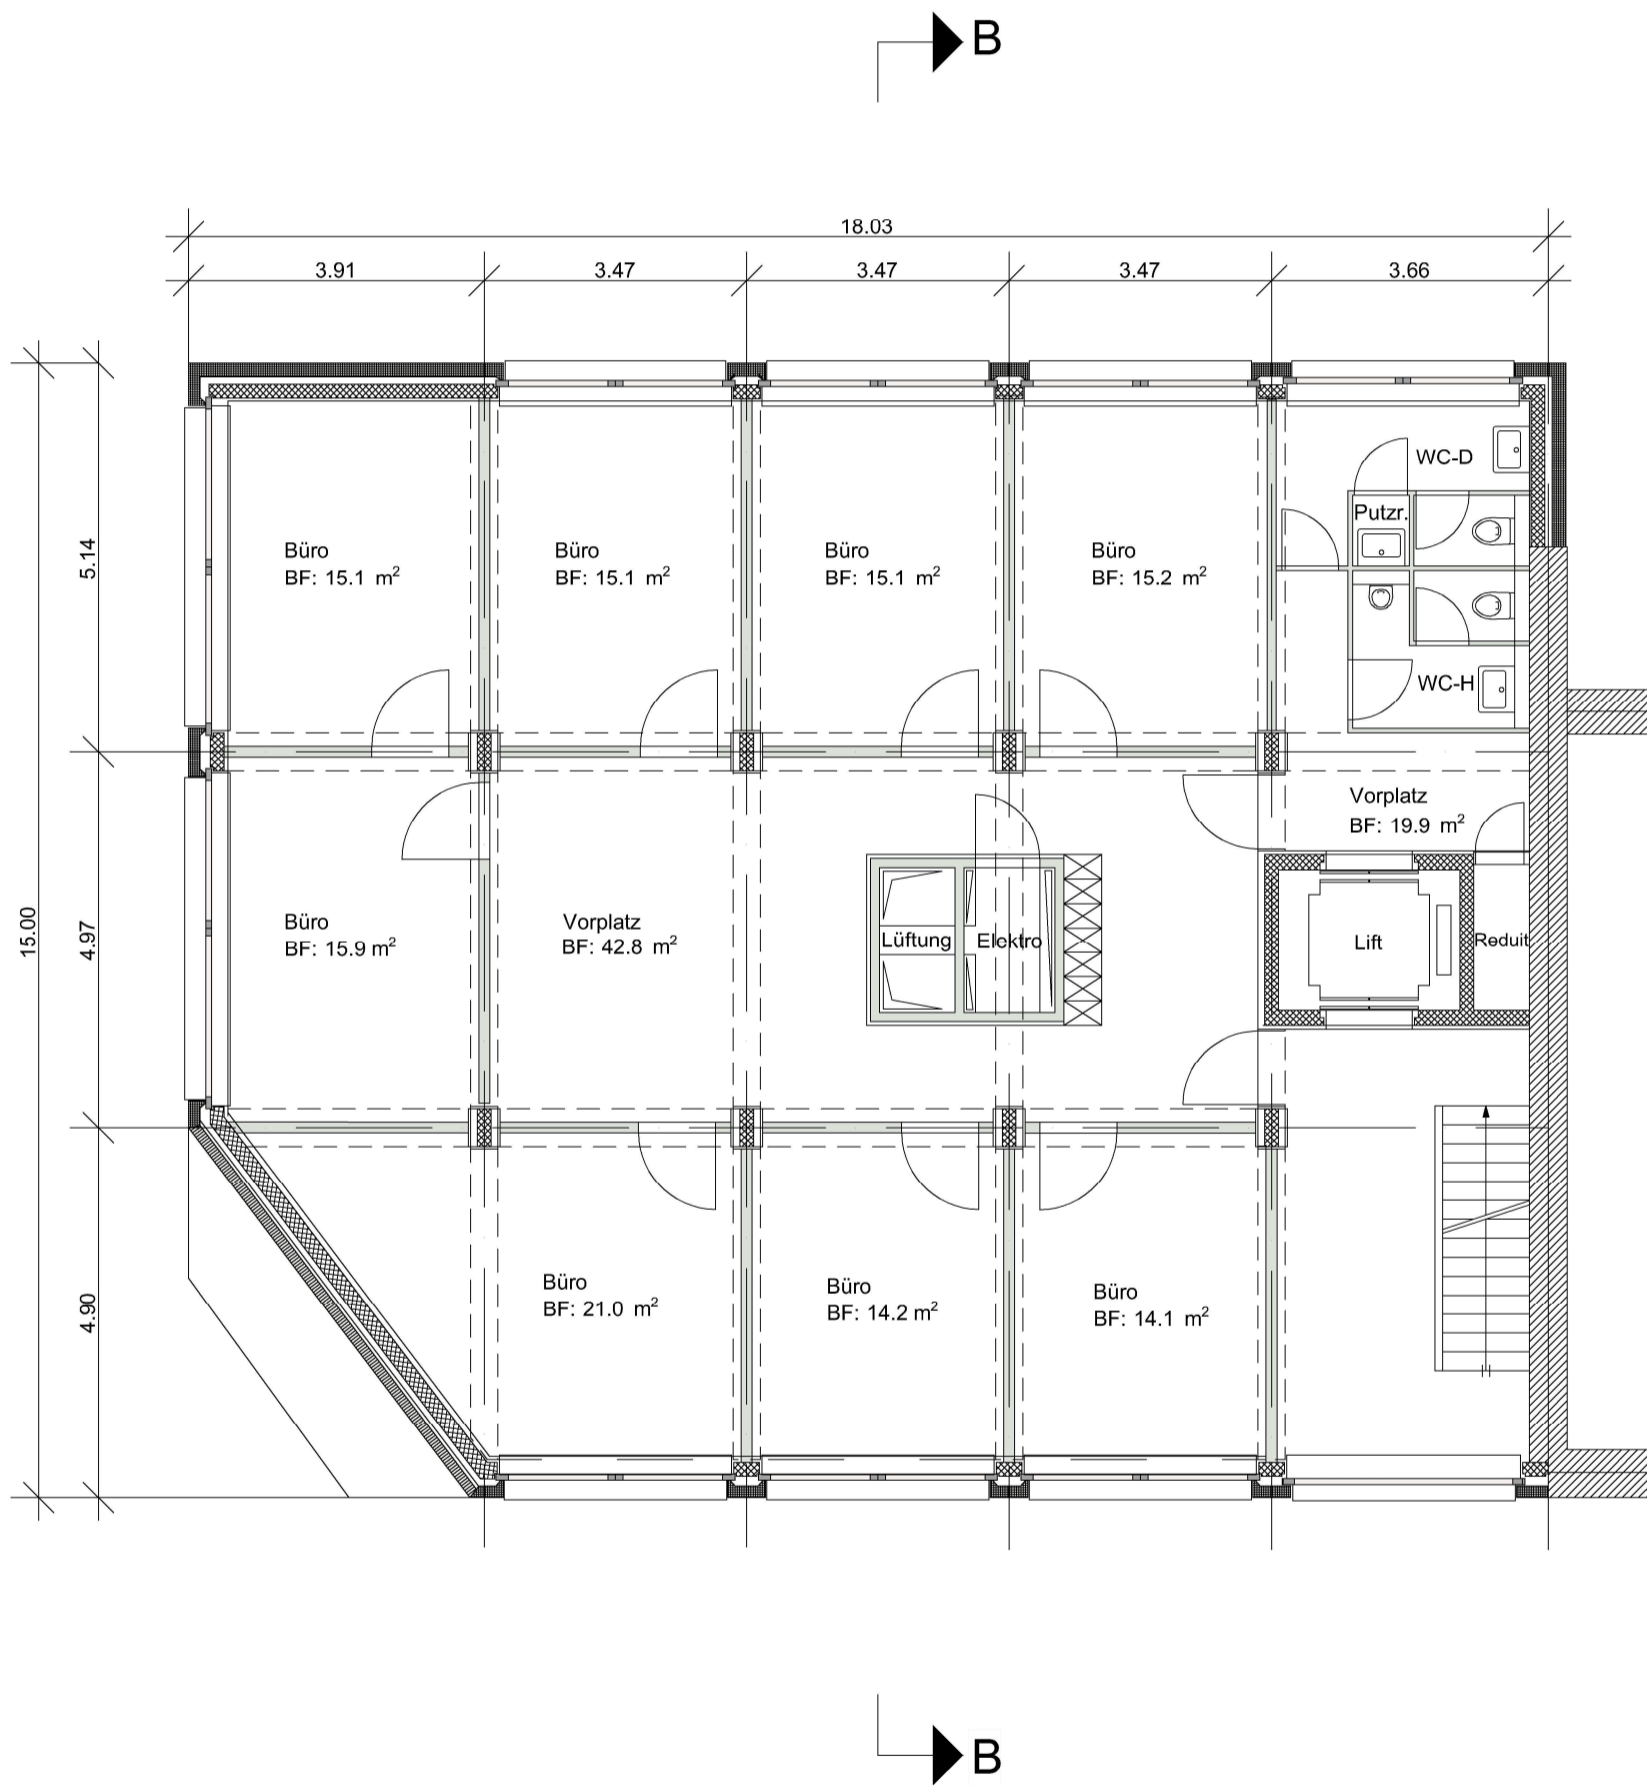 B
18.03
3.91
3.47
3.47
3.47
3.66
WC-D
Putzr.
Büro
BF: 15.1 m²
Büro
BF: 15.1 m²
Büro
BF: 15.1 m²
Büro
BF: 15.2 m²
5.14
WC-H
Vorplatz
BF: 19.9 m²
15.00
4.97
Büro
BF: 15.9 m²
Vorplatz
BF: 42.8 m²
Lüftung
Elektro
Lift
Reduit
4.90
Büro
BF: 21.0 m²
Büro
BF: 14.2 m²
Büro
BF: 14.1 m²
B